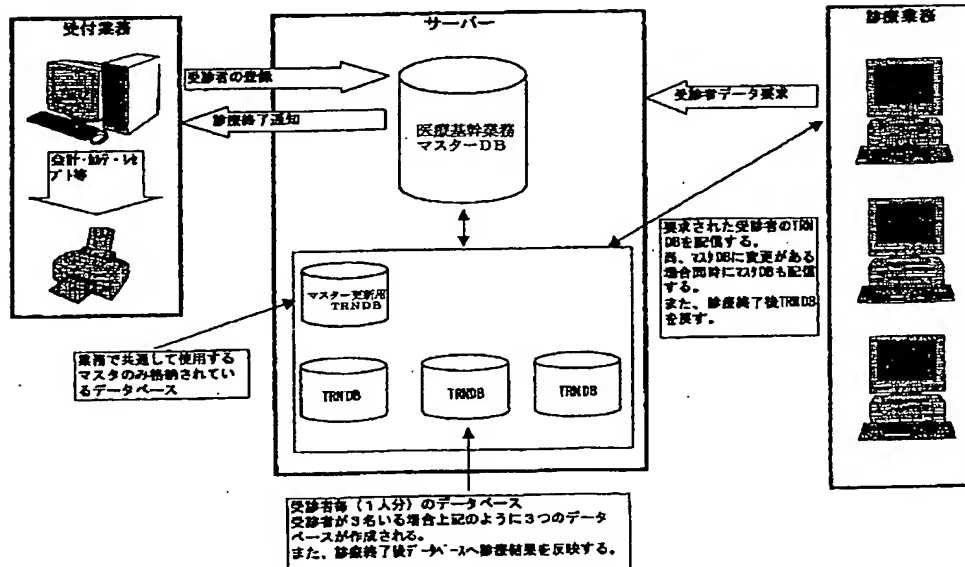 受付業務
サーバー
診療業務
受診者の登録
診療終了通知
受診者データ要求
会計・カルテ・レセ
プト等
医療基幹業務
マスターDB
要求された受診者のTRN
DBを配信する。
尚、マスタDBに変更がある
場合同時にマスタDBも配信
する。
また、診療終了後TRNDB
を戻す。
マスター更新用
TRNDB
業務で共通して使用する
マスタのみ格納されてい
るデータベース
TRNDB
TRNDB
TRNDB
受診者毎(1人分)のデータベース
受診者が3名いる場合上記のように3つのデータ
ベースが作成される。
また、診療終了後データベースへ診療結果を反映する。